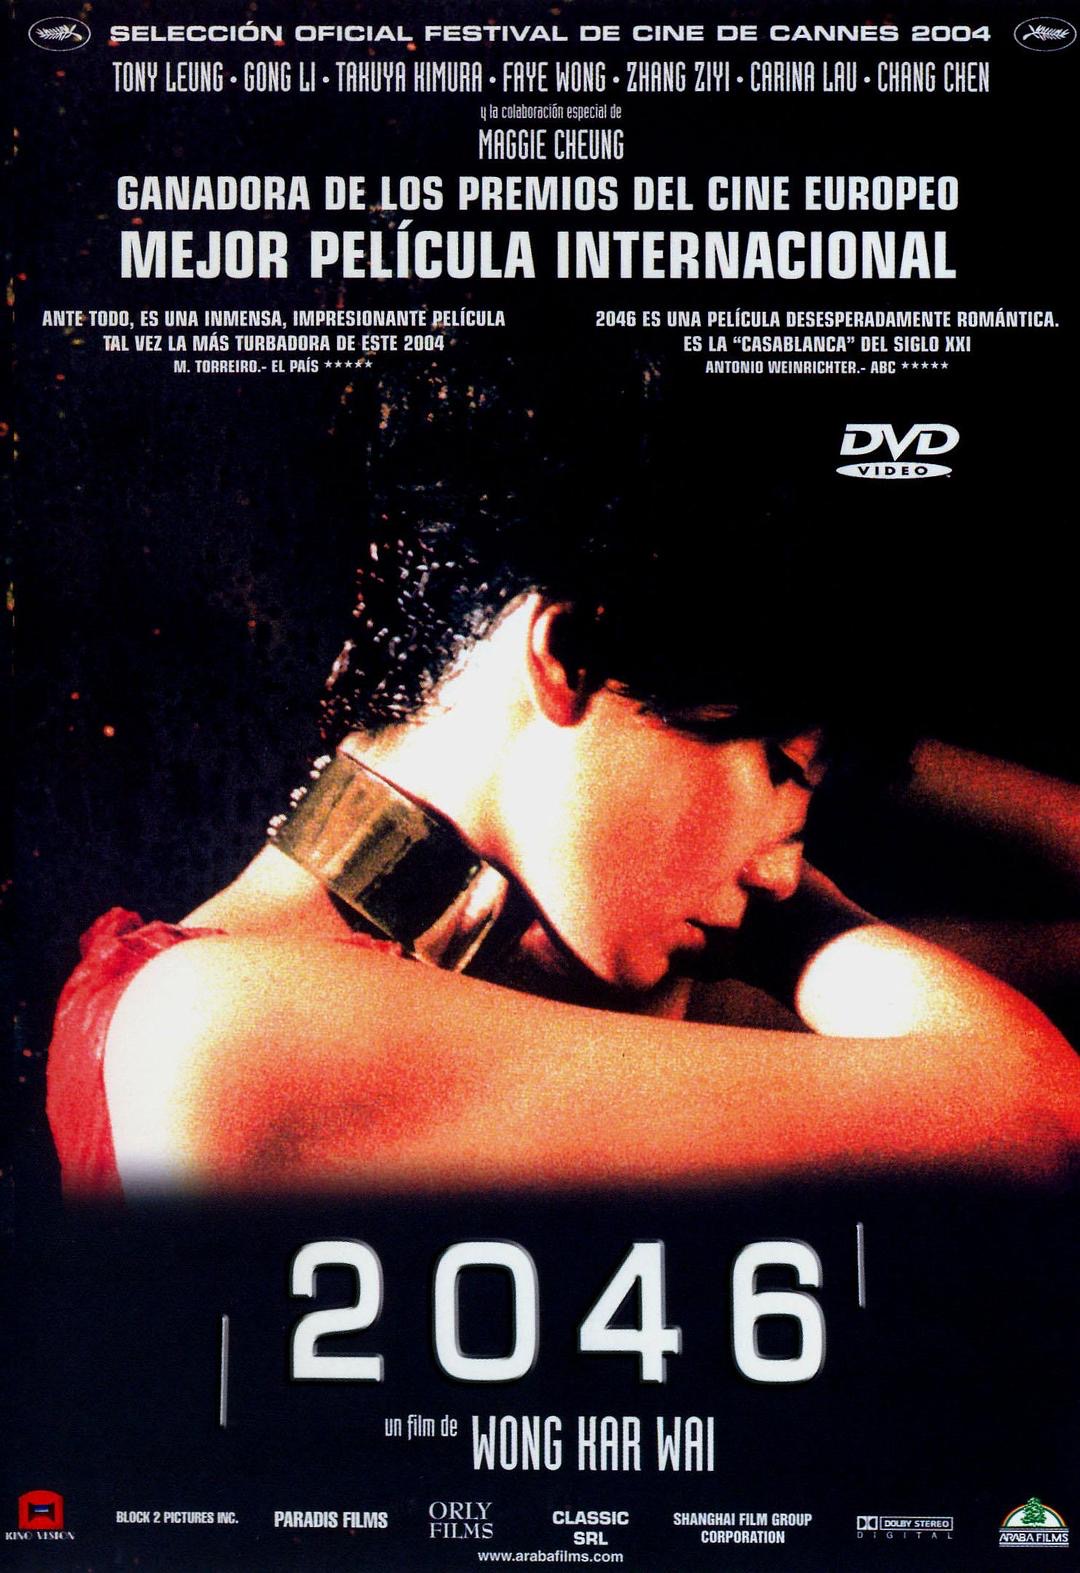 SELECCIÓN OFICIAL FESTIVAL DE CINE DE CANNES 2004
TONY LEUNG • GONG LI • TAKUYA KIMURA • FAYE WONG • ZHANG ZIYI • CARINA LAU • CHANG CHEN
y la colaboración especial de
MAGGIE CHEUNG
GANADORA DE LOS PREMIOS DEL CINE EUROPEO
MEJOR PELÍCULA INTERNACIONAL
ANTE TODO, ES UNA INMENSA, IMPRESIONANTE PELÍCULA
TAL VEZ LA MÁS TURBADORA DE ESTE 2004
M. TORREIRO.- EL PAÍS ★★★★★
2046 ES UNA PELÍCULA DESESPERADAMENTE ROMÁNTICA.
ES LA “CASABLANCA” DEL SIGLO XXI
ANTONIO WEINRICHTER.- ABC ★★★★★
DVD
VIDEO
2046
un film de WONG KAR WAI
KINO VISION
BLOCK 2 PICTURES INC.
PARADIS FILMS
ORLY
FILMS
CLASSIC
SRL
SHANGHAI FILM GROUP
CORPORATION
DOLBY STEREO
DIGITAL
ARABA FILMS
www.arabafilms.com